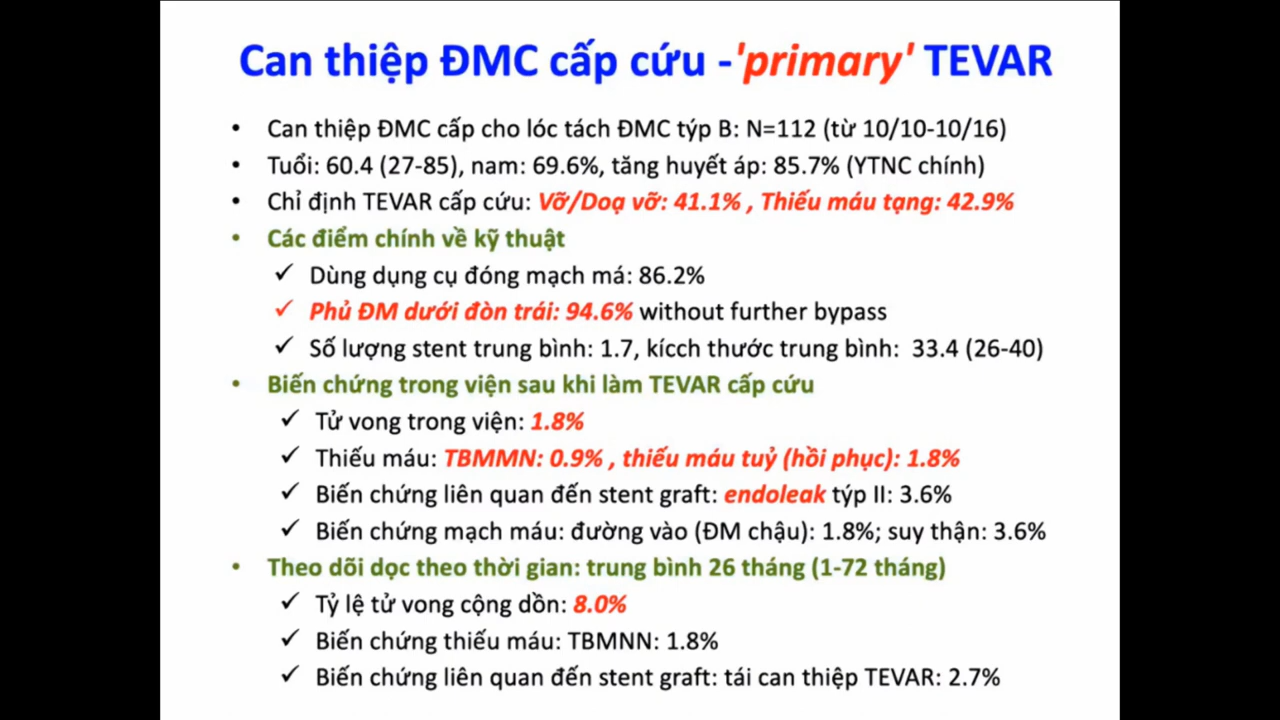 Can thiệp ĐMC cấp cứu -'primary' TEVAR
• Can thiệp ĐMC cấp cho lóc tách ĐMC týp B: N=112 (từ 10/10-10/16)
• Tuổi: 60.4 (27-85), nam: 69.6%, tăng huyết áp: 85.7% (YTNC chính)
• Chỉ định TEVAR cấp cứu: Vỡ/Doạ vỡ: 41.1% , Thiếu máu tạng: 42.9%
• Các điểm chính về kỹ thuật
✓ Dùng dụng cụ đóng mạch má: 86.2%
✓ Phủ ĐM dưới đòn trái: 94.6% without further bypass
✓ Số lượng stent trung bình: 1.7, kícch thước trung bình: 33.4 (26-40)
• Biến chứng trong viện sau khi làm TEVAR cấp cứu
✓ Tử vong trong viện: 1.8%
✓ Thiếu máu: TBMMN: 0.9% , thiếu máu tuỷ (hồi phục): 1.8%
✓ Biến chứng liên quan đến stent graft: endoleak týp II: 3.6%
✓ Biến chứng mạch máu: đường vào (ĐM chậu): 1.8%; suy thận: 3.6%
• Theo dõi dọc theo thời gian: trung bình 26 tháng (1-72 tháng)
✓ Tỷ lệ tử vong cộng dồn: 8.0%
✓ Biến chứng thiếu máu: TBMNN: 1.8%
✓ Biến chứng liên quan đến stent graft: tái can thiệp TEVAR: 2.7%